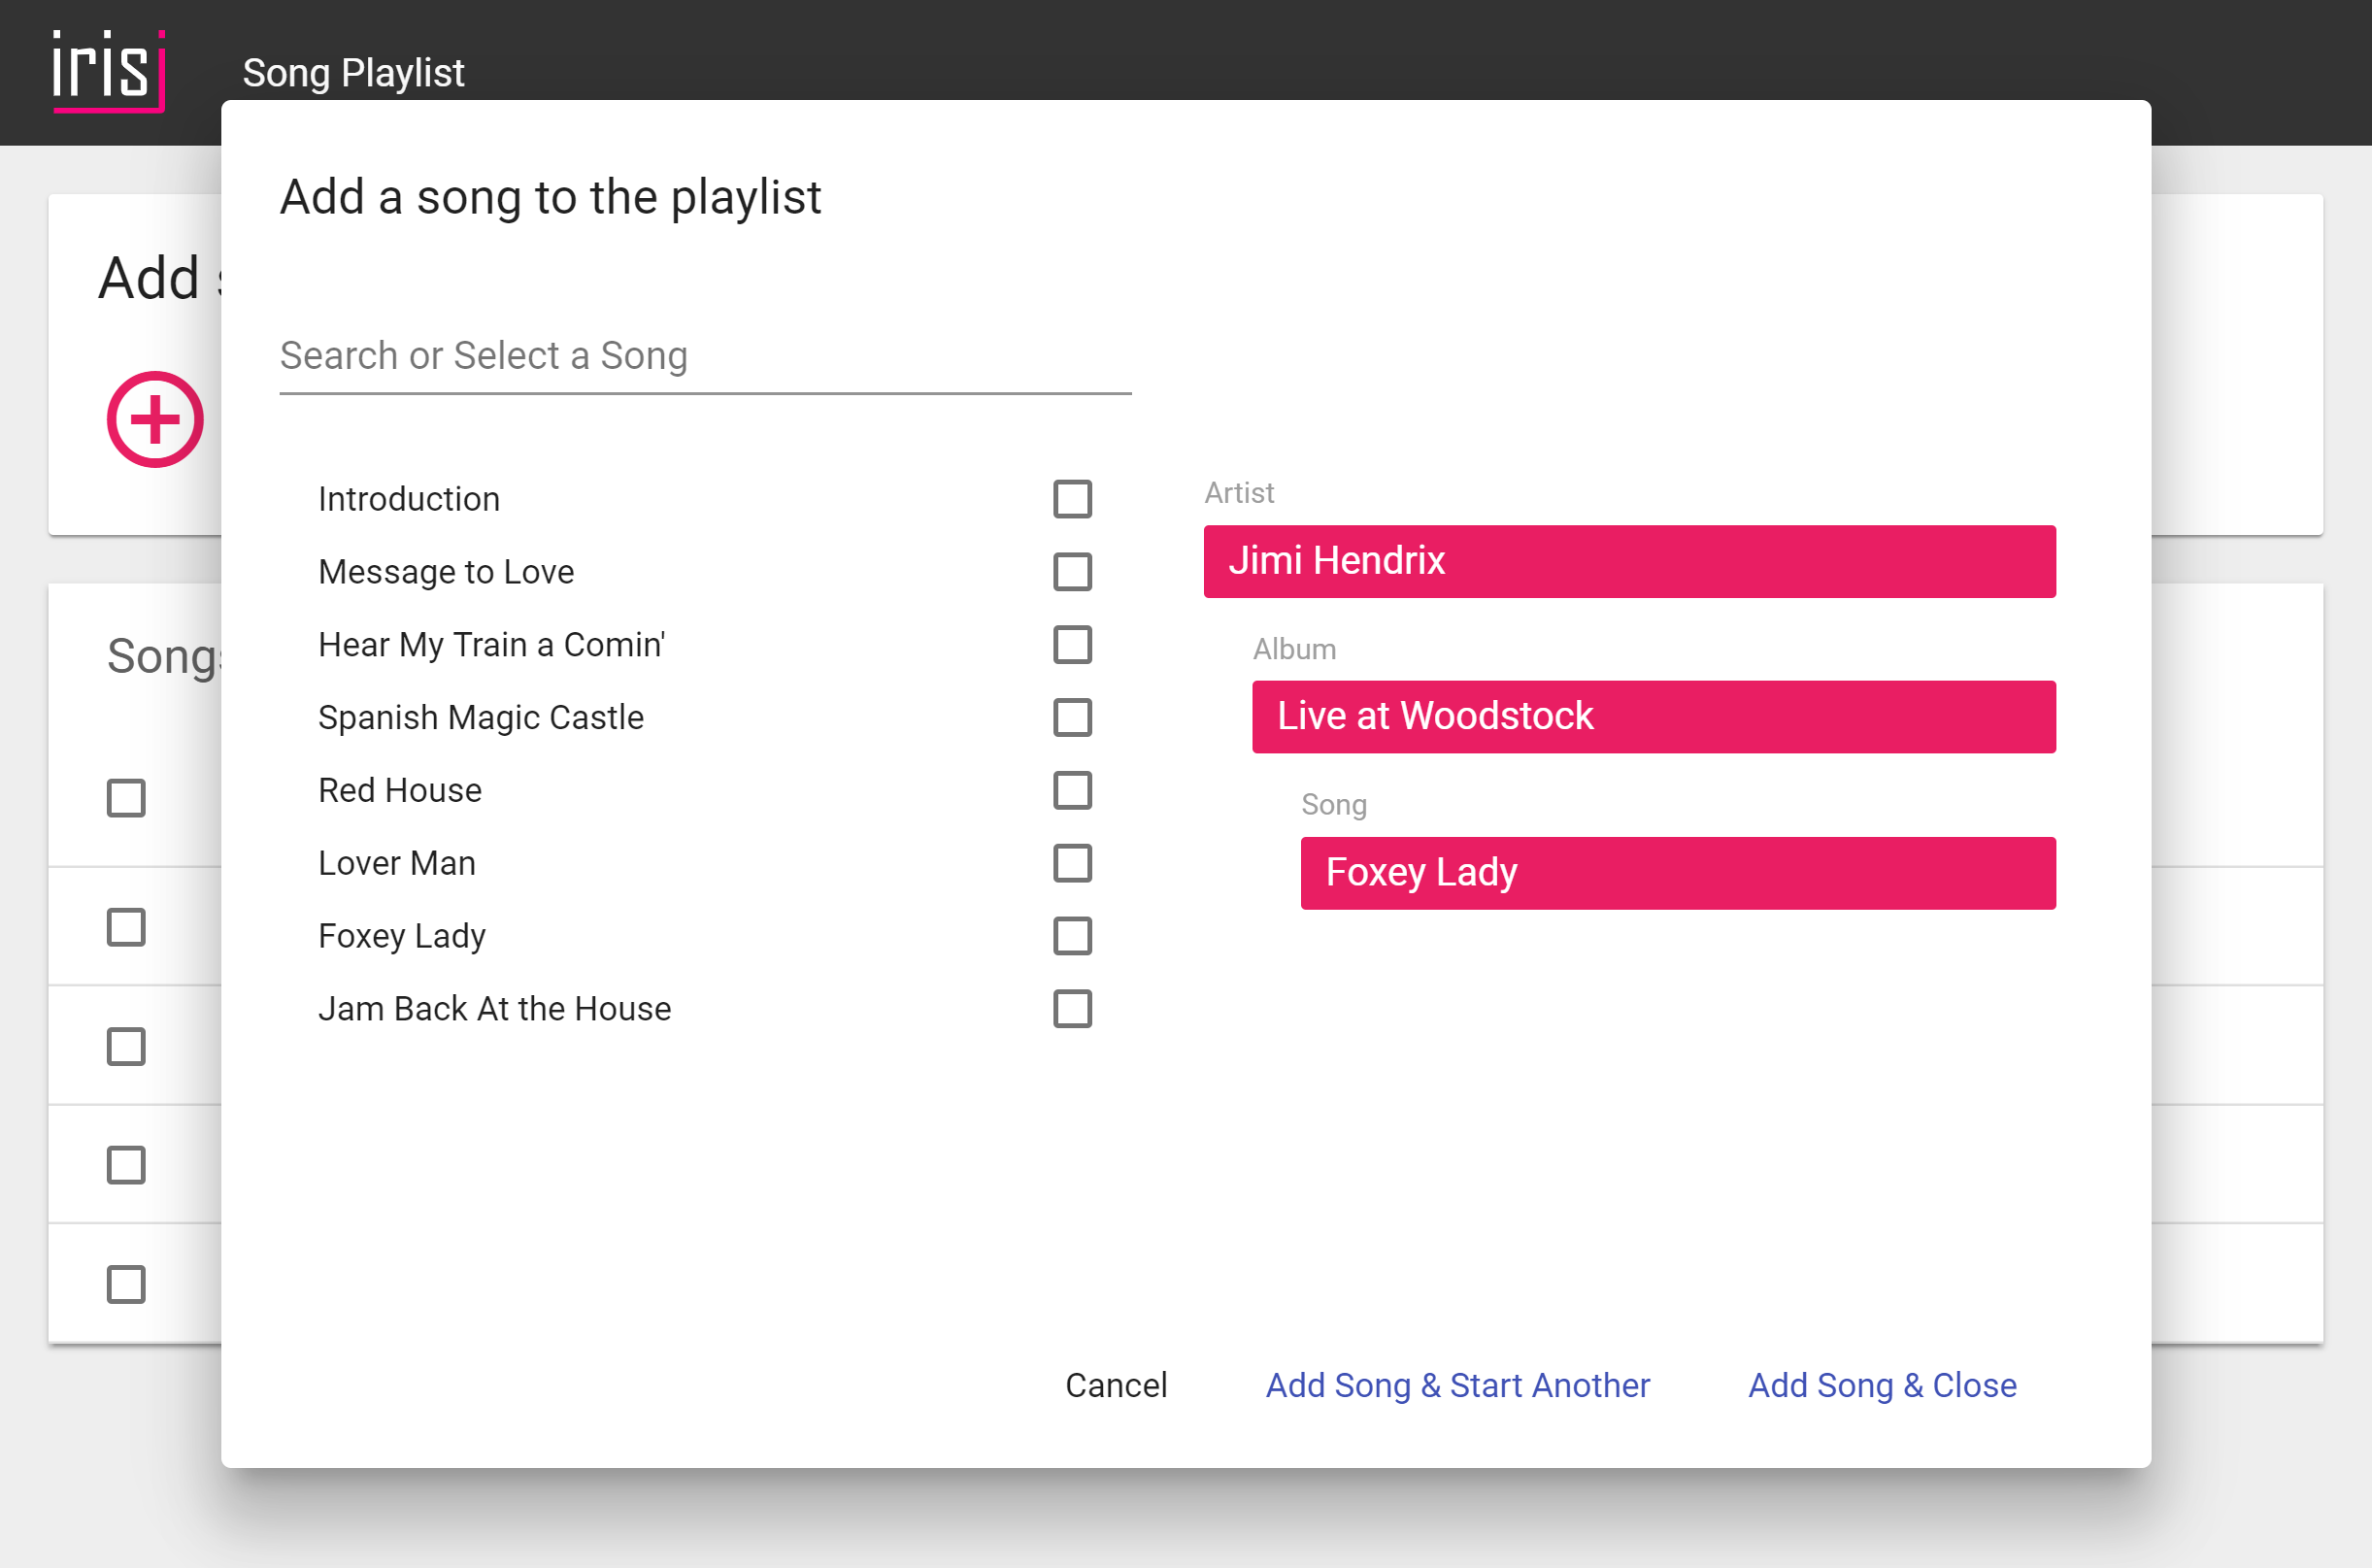 iris
Song Playlist
Add a song to the playlist
Add
Search or Select a Song
Songs
Introduction
Message to Love
Hear My Train a Comin'
Spanish Magic Castle
Red House
Lover Man
Foxey Lady
Jam Back At the House
Artist
Jimi Hendrix
Album
Live at Woodstock
Song
Foxey Lady
Cancel
Add Song & Start Another
Add Song & Close